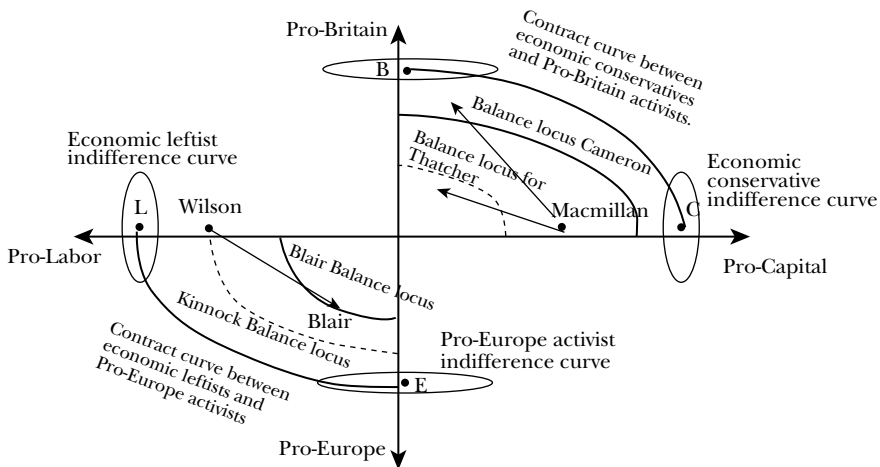 Pro-Britain
B
Contract curve between
economic conservatives
and Pro-Britain activists.
Balance locus Cameron
Balance locus for
Thatcher
Economic leftist
indifference curve
Economic
conservative
indifference curve
L
Wilson
Macmillan
C
Pro-Labor
Pro-Capital
Blair Balance locus
Blair
Kinnock Balance locus
Contract curve between
economic leftists and
Pro-Europe activists
Pro-Europe activist
indifference curve
E
Pro-Europe